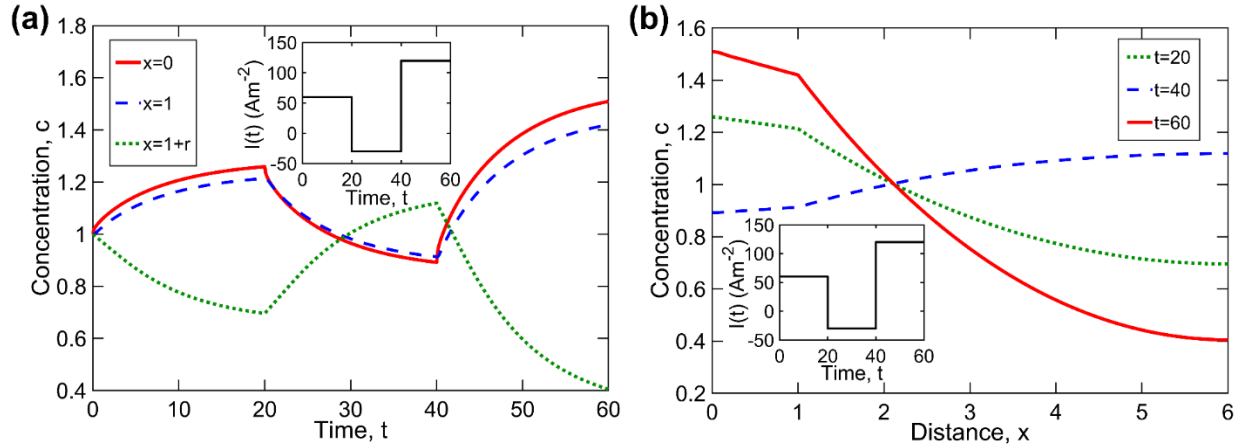 (a)
1.8
1.6
1.4
1.2
1
0.8
0.6
0.4
Concentration, c
0 10 20 30 40 50 60
Time, t
x=0
x=1
x=1+r
150
100
50
0
-50
I(t) (Am-2)
0 20 40 60
Time, t
(b)
1.6
1.4
1.2
1
0.8
0.6
0.4
0.2
Concentration, c
0 1 2 3 4 5 6
Distance, x
t=20
t=40
t=60
150
100
50
0
-50
I(t) (Am-2)
0 20 40 60
Time, t